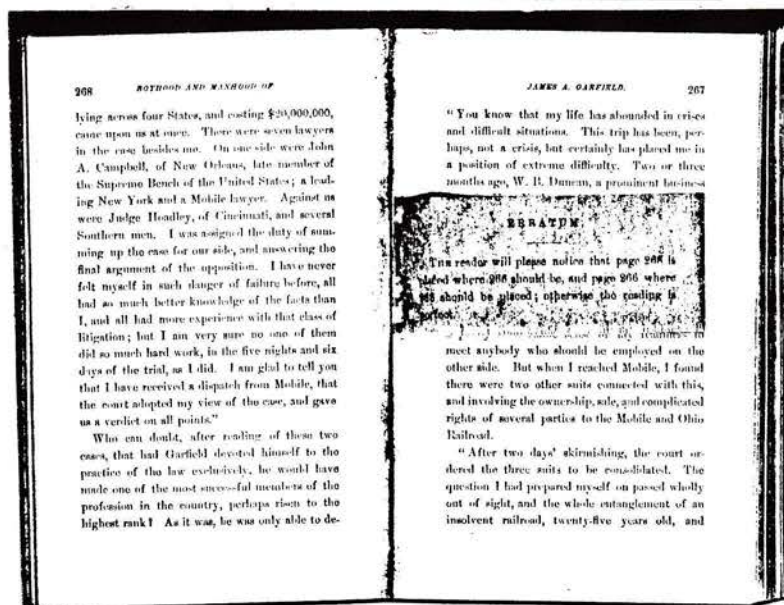 268 BOYHOOD AND MANHOOD OF
lying across four States, and costing $20,000,000,
came upon us at once. There were seven lawyers
in the case besides me. On one side were John
A. Campbell, of New Orleans, late member of
the Supreme Bench of the United States; a lead-
ing New York and a Mobile lawyer. Against us
were Judge Hoadley, of Cincinnati, and several
Southern men. I was assigned the duty of sum-
ming up the case for our side, and answering the
final argument of the opposition. I have never
felt myself in such danger of failure before, all
had so much better knowledge of the facts than
I, and all had more experience with that class of
litigation; but I am very sure no one of them
did so much hard work, in the five nights and six
days of the trial, as I did. I am glad to tell you
that I have received a dispatch from Mobile, that
the court adopted my view of the case, and gave
us a verdict on all points."
Who can doubt, after reading of these two
cases, that had Garfield devoted himself to the
practice of the law exclusively, he would have
made one of the most successful members of the
profession in the country, perhaps risen to the
highest rank? As it was, he was only able to de-
JAMES A. GARFIELD. 267
"You know that my life has abounded in crises
and difficult situations. This trip has been, per-
haps, not a crisis, but certainly has placed me in
a position of extreme difficulty. Two or three
months ago, W. B. Duncan, a prominent business
ERRATUM.
THE reader will please notice that page 268 is
placed where 266 should be, and page 266 where
268 should be placed; otherwise the reading is
perfect.
meet anybody who should be employed on the
other side. But when I reached Mobile, I found
there were two other suits connected with this,
and involving the ownership, sale, and complicated
rights of several parties to the Mobile and Ohio
Railroad.
"After two days' skirmishing, the court or-
dered the three suits to be consolidated. The
question I had prepared myself on passed wholly
out of sight, and the whole entanglement of an
insolvent railroad, twenty-five years old, and